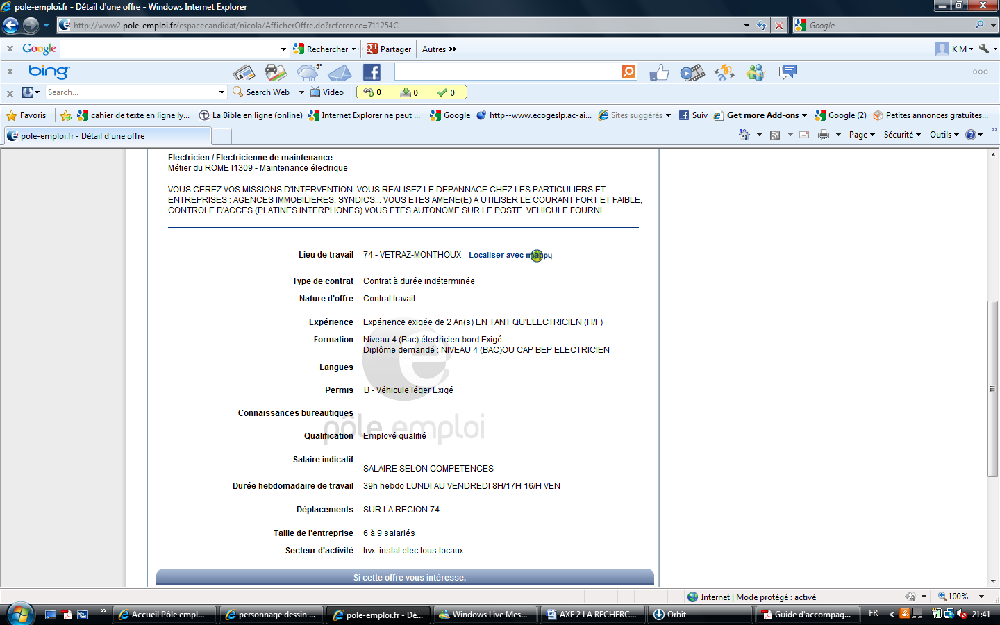 pole-emploi.fr - Détail d'une offre - Windows Internet Explorer
http://www2.pole-emploi.fr/espacecandidat/nicola/AfficherOffre.do?reference=711254C
Google
x Google Rechercher Partager Autres » K M
x bing 5°
x Search... Search Web Video 0 0 0
Favoris cahier de texte en ligne ly... La Bible en ligne (online) Internet Explorer ne peut ... Google http--www.ecogeslp.ac-ai... Sites suggérés Suiv Get more Add-ons Google (2) Petites annonces gratuites...
pole-emploi.fr - Détail d'une offre Page Sécurité Outils »
Electricien / Electricienne de maintenance
Métier du ROME I1309 - Maintenance électrique
VOUS GEREZ VOS MISSIONS D'INTERVENTION. VOUS REALISEZ LE DEPANNAGE CHEZ LES PARTICULIERS ET
ENTREPRISES : AGENCES IMMOBILIERES, SYNDICS... VOUS ETES AMENE(E) A UTILISER LE COURANT FORT ET FAIBLE,
CONTROLE D'ACCES (PLATINES INTERPHONES).VOUS ETES AUTONOME SUR LE POSTE. VEHICULE FOURNI
Lieu de travail 74 - VETRAZ-MONTHOUX Localiser avec mappy
Type de contrat Contrat à durée indéterminée
Nature d'offre Contrat travail
Expérience Expérience exigée de 2 An(s) EN TANT QU'ELECTRICIEN (H/F)
Formation Niveau 4 (Bac) électricien bord Exigé
Diplôme demandé : NIVEAU 4 (BAC)OU CAP BEP ELECTRICIEN
Langues
Permis B - Véhicule léger Exigé
Connaissances bureautiques
pôle emploi
Qualification Employé qualifié
Salaire indicatif
SALAIRE SELON COMPETENCES
Durée hebdomadaire de travail 39h hebdo LUNDI AU VENDREDI 8H/17H 16/H VEN
Déplacements SUR LA REGION 74
Taille de l'entreprise 6 à 9 salariés
Secteur d'activité trvx. instal.elec tous locaux
Si cette offre vous intéresse,
Internet | Mode protégé : activé 100%
» Accueil Pôle empl... personnage dessin ... pole-emploi.fr - Dé... Windows Live Mes... AXE 2 LA RECHERC... Orbit Guide d'accompag... FR < 21:41